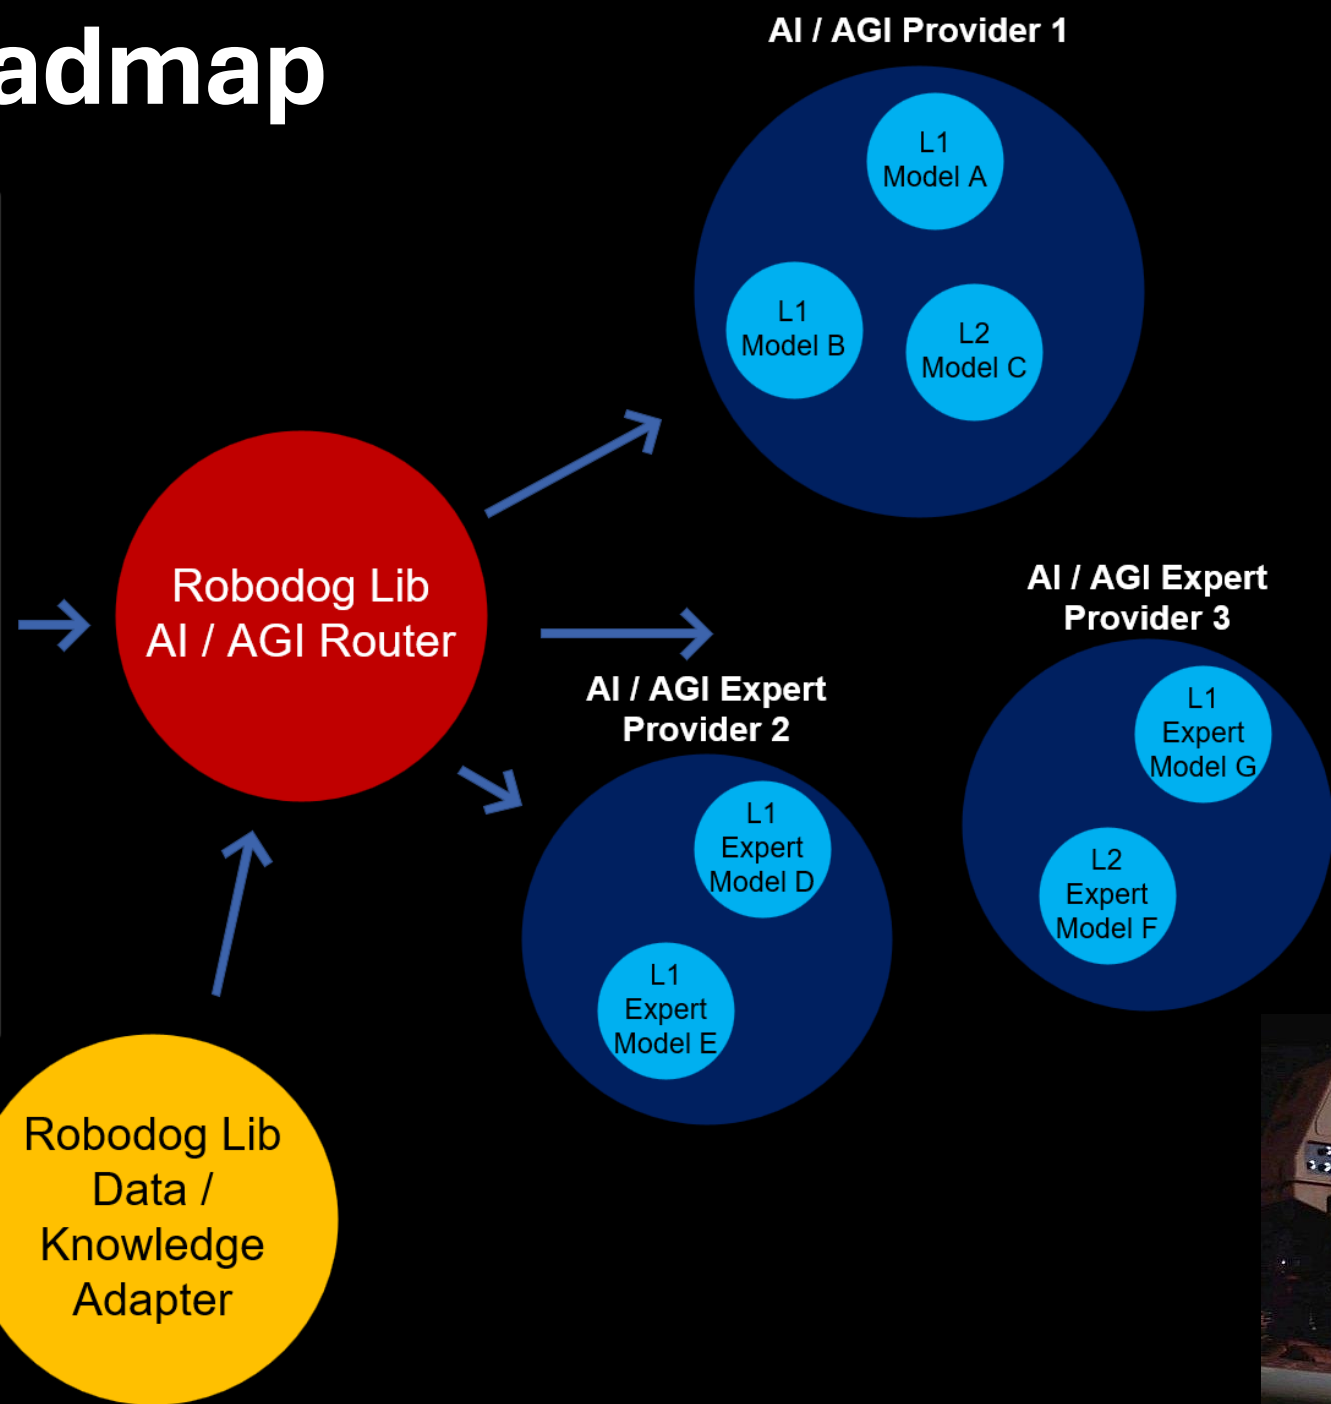 admap
AI / AGI Provider 1
L1
Model A
L1
Model B
L2
Model C
Robodog Lib
AI / AGI Router
AI / AGI Expert
Provider 2
L1
Expert
Model D
L1
Expert
Model E
AI / AGI Expert
Provider 3
L1
Expert
Model G
L2
Expert
Model F
Robodog Lib
Data /
Knowledge
Adapter